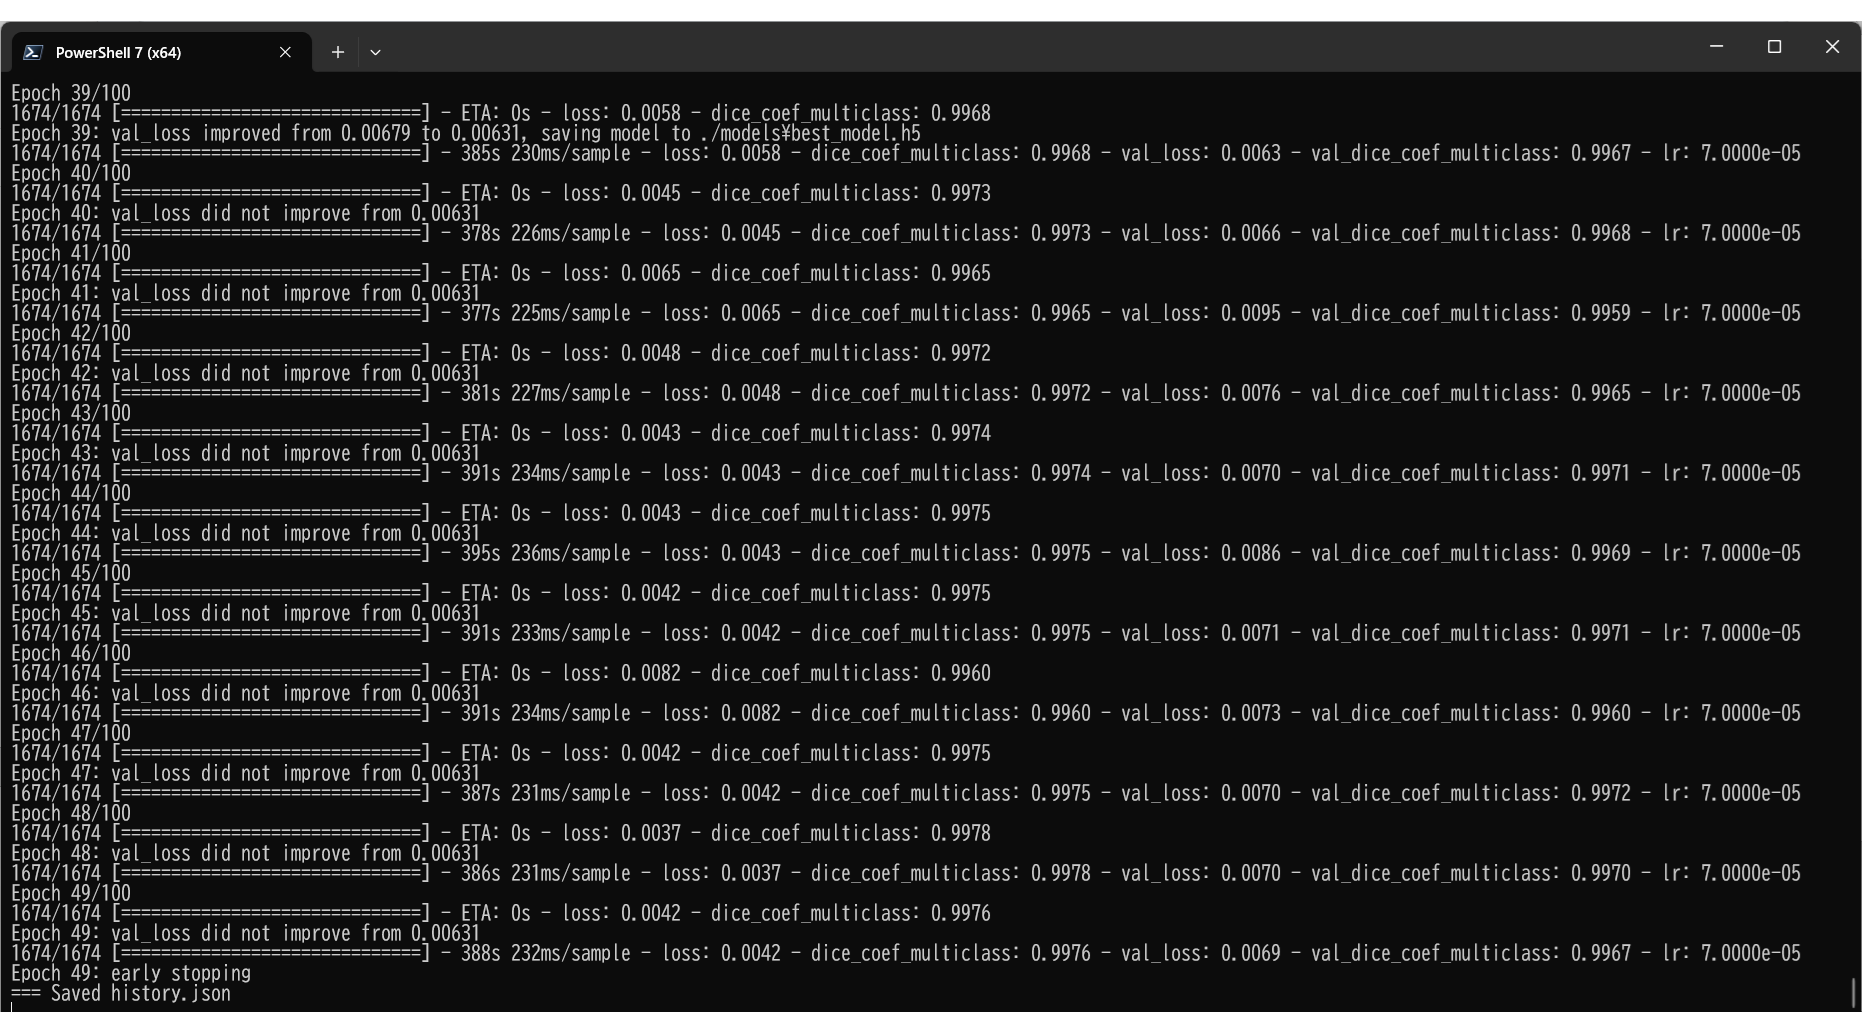 PowerShell 7 (x64)
Epoch 39/100
1674/1674 [==============================] - ETA: 0s - loss: 0.0058 - dice_coef_multiclass: 0.9968
Epoch 39: val_loss improved from 0.00679 to 0.00631, saving model to ./models¥best_model.h5
1674/1674 [==============================] - 385s 230ms/sample - loss: 0.0058 - dice_coef_multiclass: 0.9968 - val_loss: 0.0063 - val_dice_coef_multiclass: 0.9967 - lr: 7.0000e-05
Epoch 40/100
1674/1674 [==============================] - ETA: 0s - loss: 0.0045 - dice_coef_multiclass: 0.9973
Epoch 40: val_loss did not improve from 0.00631
1674/1674 [==============================] - 378s 226ms/sample - loss: 0.0045 - dice_coef_multiclass: 0.9973 - val_loss: 0.0066 - val_dice_coef_multiclass: 0.9968 - lr: 7.0000e-05
Epoch 41/100
1674/1674 [==============================] - ETA: 0s - loss: 0.0065 - dice_coef_multiclass: 0.9965
Epoch 41: val_loss did not improve from 0.00631
1674/1674 [==============================] - 377s 225ms/sample - loss: 0.0065 - dice_coef_multiclass: 0.9965 - val_loss: 0.0095 - val_dice_coef_multiclass: 0.9959 - lr: 7.0000e-05
Epoch 42/100
1674/1674 [==============================] - ETA: 0s - loss: 0.0048 - dice_coef_multiclass: 0.9972
Epoch 42: val_loss did not improve from 0.00631
1674/1674 [==============================] - 381s 227ms/sample - loss: 0.0048 - dice_coef_multiclass: 0.9972 - val_loss: 0.0076 - val_dice_coef_multiclass: 0.9965 - lr: 7.0000e-05
Epoch 43/100
1674/1674 [==============================] - ETA: 0s - loss: 0.0043 - dice_coef_multiclass: 0.9974
Epoch 43: val_loss did not improve from 0.00631
1674/1674 [==============================] - 391s 234ms/sample - loss: 0.0043 - dice_coef_multiclass: 0.9974 - val_loss: 0.0070 - val_dice_coef_multiclass: 0.9971 - lr: 7.0000e-05
Epoch 44/100
1674/1674 [==============================] - ETA: 0s - loss: 0.0043 - dice_coef_multiclass: 0.9975
Epoch 44: val_loss did not improve from 0.00631
1674/1674 [==============================] - 395s 236ms/sample - loss: 0.0043 - dice_coef_multiclass: 0.9975 - val_loss: 0.0086 - val_dice_coef_multiclass: 0.9969 - lr: 7.0000e-05
Epoch 45/100
1674/1674 [==============================] - ETA: 0s - loss: 0.0042 - dice_coef_multiclass: 0.9975
Epoch 45: val_loss did not improve from 0.00631
1674/1674 [==============================] - 391s 233ms/sample - loss: 0.0042 - dice_coef_multiclass: 0.9975 - val_loss: 0.0071 - val_dice_coef_multiclass: 0.9971 - lr: 7.0000e-05
Epoch 46/100
1674/1674 [==============================] - ETA: 0s - loss: 0.0082 - dice_coef_multiclass: 0.9960
Epoch 46: val_loss did not improve from 0.00631
1674/1674 [==============================] - 391s 234ms/sample - loss: 0.0082 - dice_coef_multiclass: 0.9960 - val_loss: 0.0073 - val_dice_coef_multiclass: 0.9960 - lr: 7.0000e-05
Epoch 47/100
1674/1674 [==============================] - ETA: 0s - loss: 0.0042 - dice_coef_multiclass: 0.9975
Epoch 47: val_loss did not improve from 0.00631
1674/1674 [==============================] - 387s 231ms/sample - loss: 0.0042 - dice_coef_multiclass: 0.9975 - val_loss: 0.0070 - val_dice_coef_multiclass: 0.9972 - lr: 7.0000e-05
Epoch 48/100
1674/1674 [==============================] - ETA: 0s - loss: 0.0037 - dice_coef_multiclass: 0.9978
Epoch 48: val_loss did not improve from 0.00631
1674/1674 [==============================] - 386s 231ms/sample - loss: 0.0037 - dice_coef_multiclass: 0.9978 - val_loss: 0.0070 - val_dice_coef_multiclass: 0.9970 - lr: 7.0000e-05
Epoch 49/100
1674/1674 [==============================] - ETA: 0s - loss: 0.0042 - dice_coef_multiclass: 0.9976
Epoch 49: val_loss did not improve from 0.00631
1674/1674 [==============================] - 388s 232ms/sample - loss: 0.0042 - dice_coef_multiclass: 0.9976 - val_loss: 0.0069 - val_dice_coef_multiclass: 0.9967 - lr: 7.0000e-05
Epoch 49: early stopping
=== Saved history.json